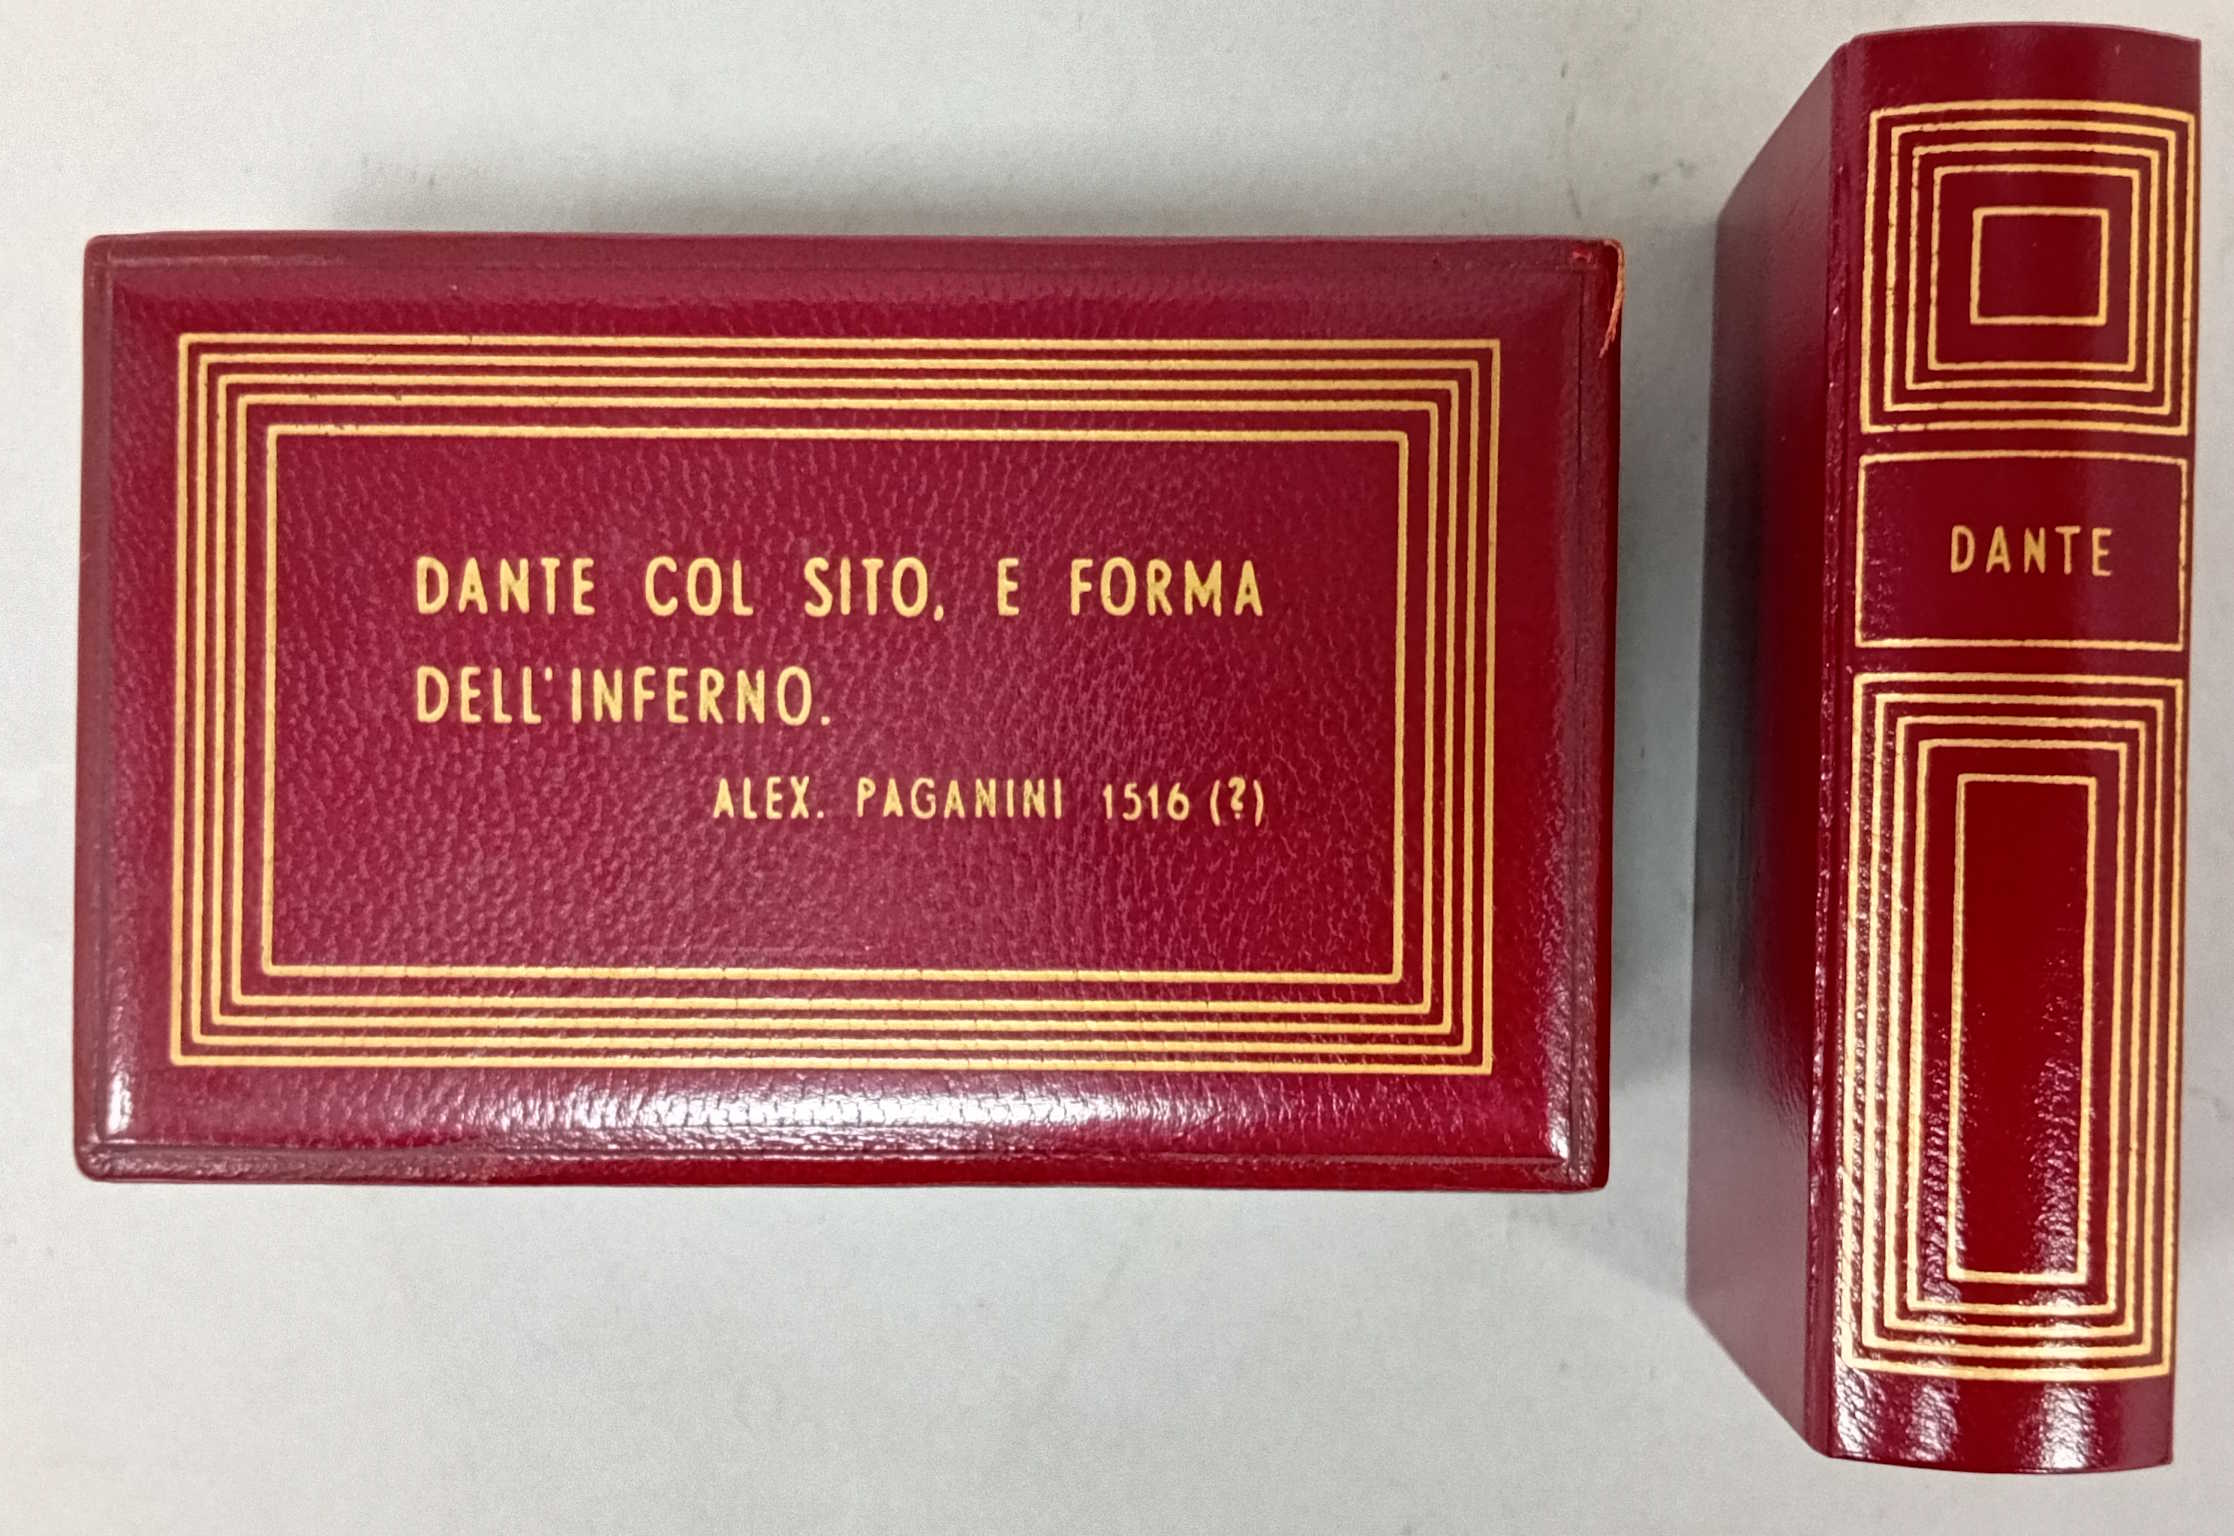 DANTE COL SITO, E FORMA
DELL'INFERNO.
ALEX. PAGANINI 1516 (?)
DANTE